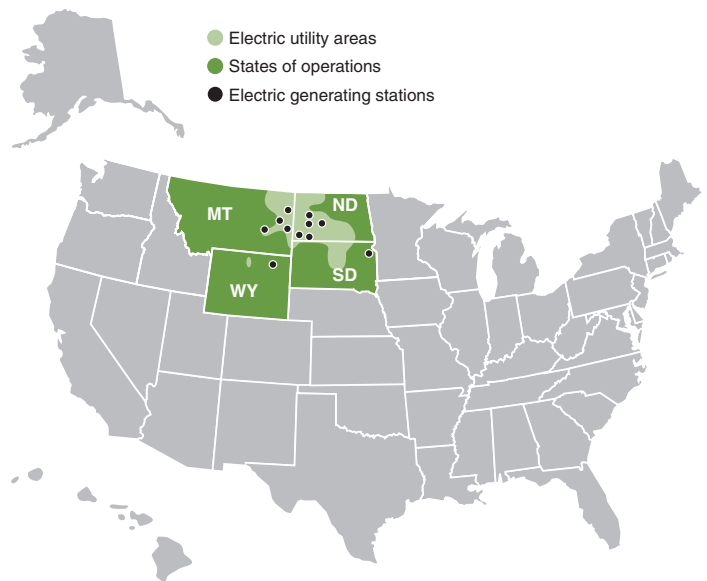 Electric utility areas
States of operations
Electric generating stations
MT
ND
SD
WY